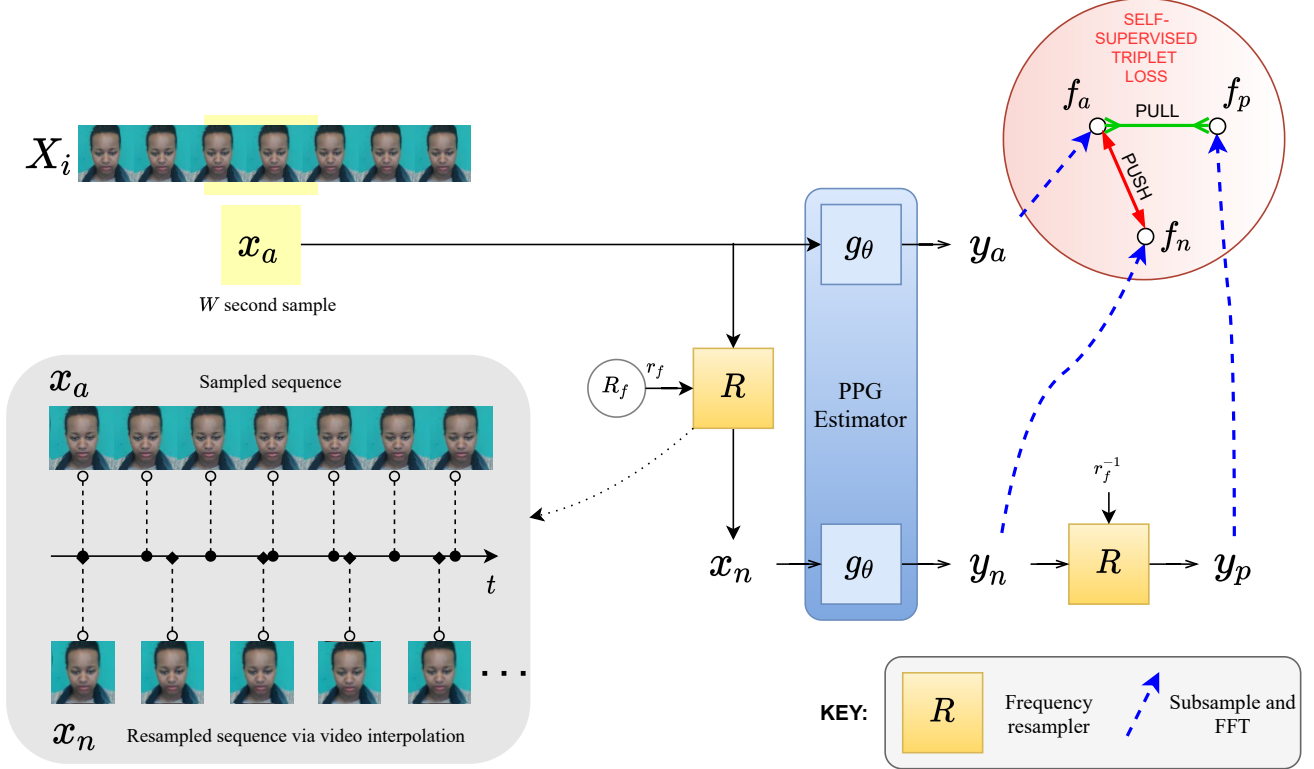 SELF-
SUPERVISED
TRIPLET
LOSS
f_a
f_p
PULL
PUSH
f_n
X_i
x_a
W second sample
g_θ
y_a
R_f
r_f
R
PPG
Estimator
x_a
Sampled sequence
t
x_n
Resampled sequence via video interpolation
...
x_n
g_θ
y_n
r_f^{-1}
R
y_p
KEY:
R
Frequency
resampler
Subsample and
FFT